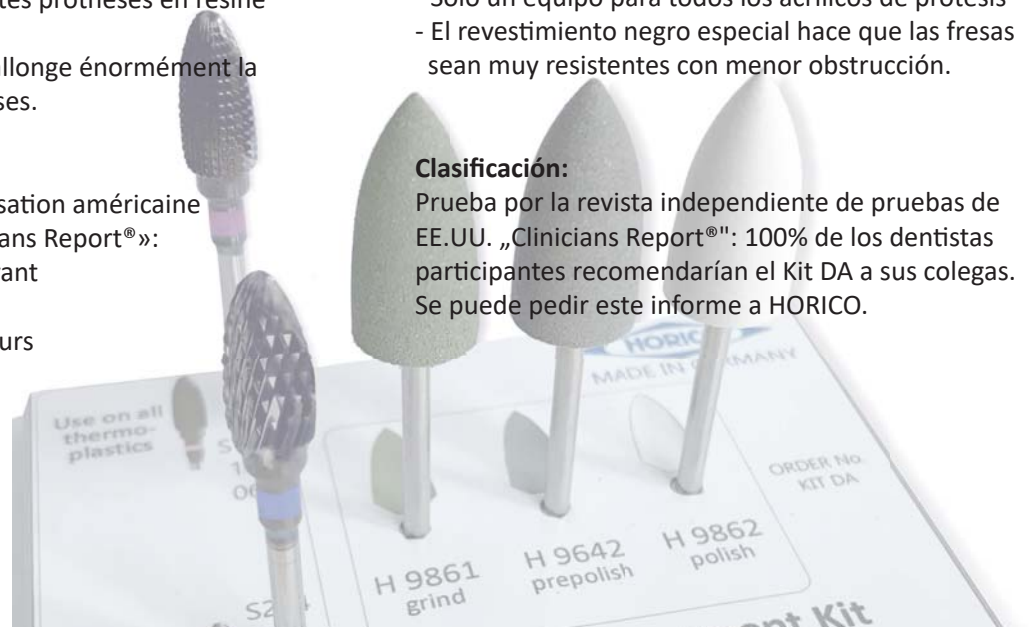 tes prothèses en résine
allonge énormément la
ses.
sation américaine
ans Report®»:
rant
urs
Solo un equipo para todos los acrílicos de prótesis
- El revestimiento negro especial hace que las fresas
sean muy resistentes con menor obstrucción.
Clasificación:
Prueba por la revista independiente de pruebas de
EE.UU. „Clinicians Report®": 100% de los dentistas
participantes recomendarían el Kit DA a sus colegas.
Se puede pedir este informe a HORICO.
HORICO
MADE IN GERMANY
Use on all
thermo-
plastics
ORDER No.
KIT DA
H 9861
grind
H 9642
prepolish
H 9862
polish
Kit